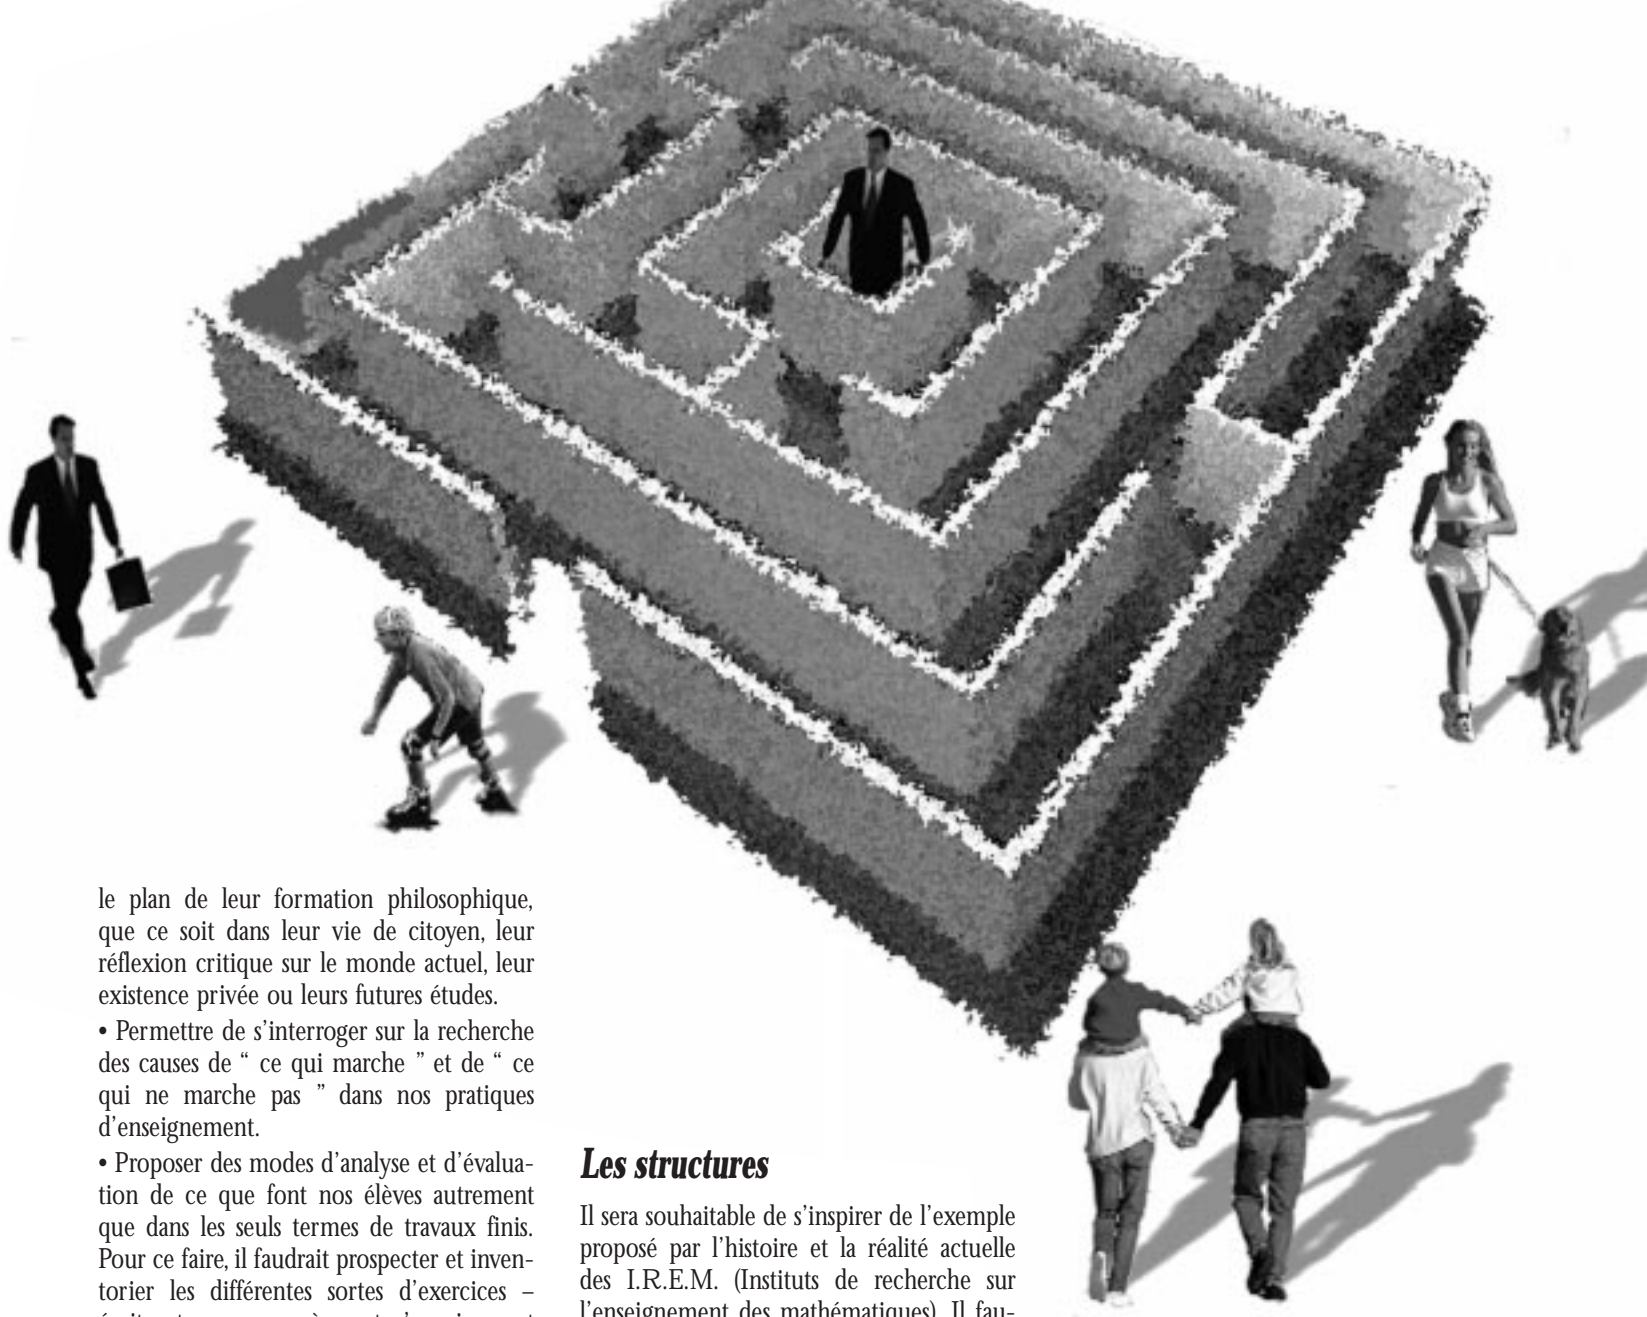 le plan de leur formation philosophique,
que ce soit dans leur vie de citoyen, leur
réflexion critique sur le monde actuel, leur
existence privée ou leurs futures études.
• Permettre de s’interroger sur la recherche
des causes de “ ce qui marche ” et de “ ce
qui ne marche pas ” dans nos pratiques
d’enseignement.
• Proposer des modes d’analyse et d’évalua-
tion de ce que font nos élèves autrement
que dans les seuls termes de travaux finis.
Pour ce faire, il faudrait prospecter et inven-
torier les différentes sortes d’exercices –
Les structures
Il sera souhaitable de s’inspirer de l’exemple
proposé par l’histoire et la réalité actuelle
des I.R.E.M. (Instituts de recherche sur
l’enseignement des mathématiques). Il fau-